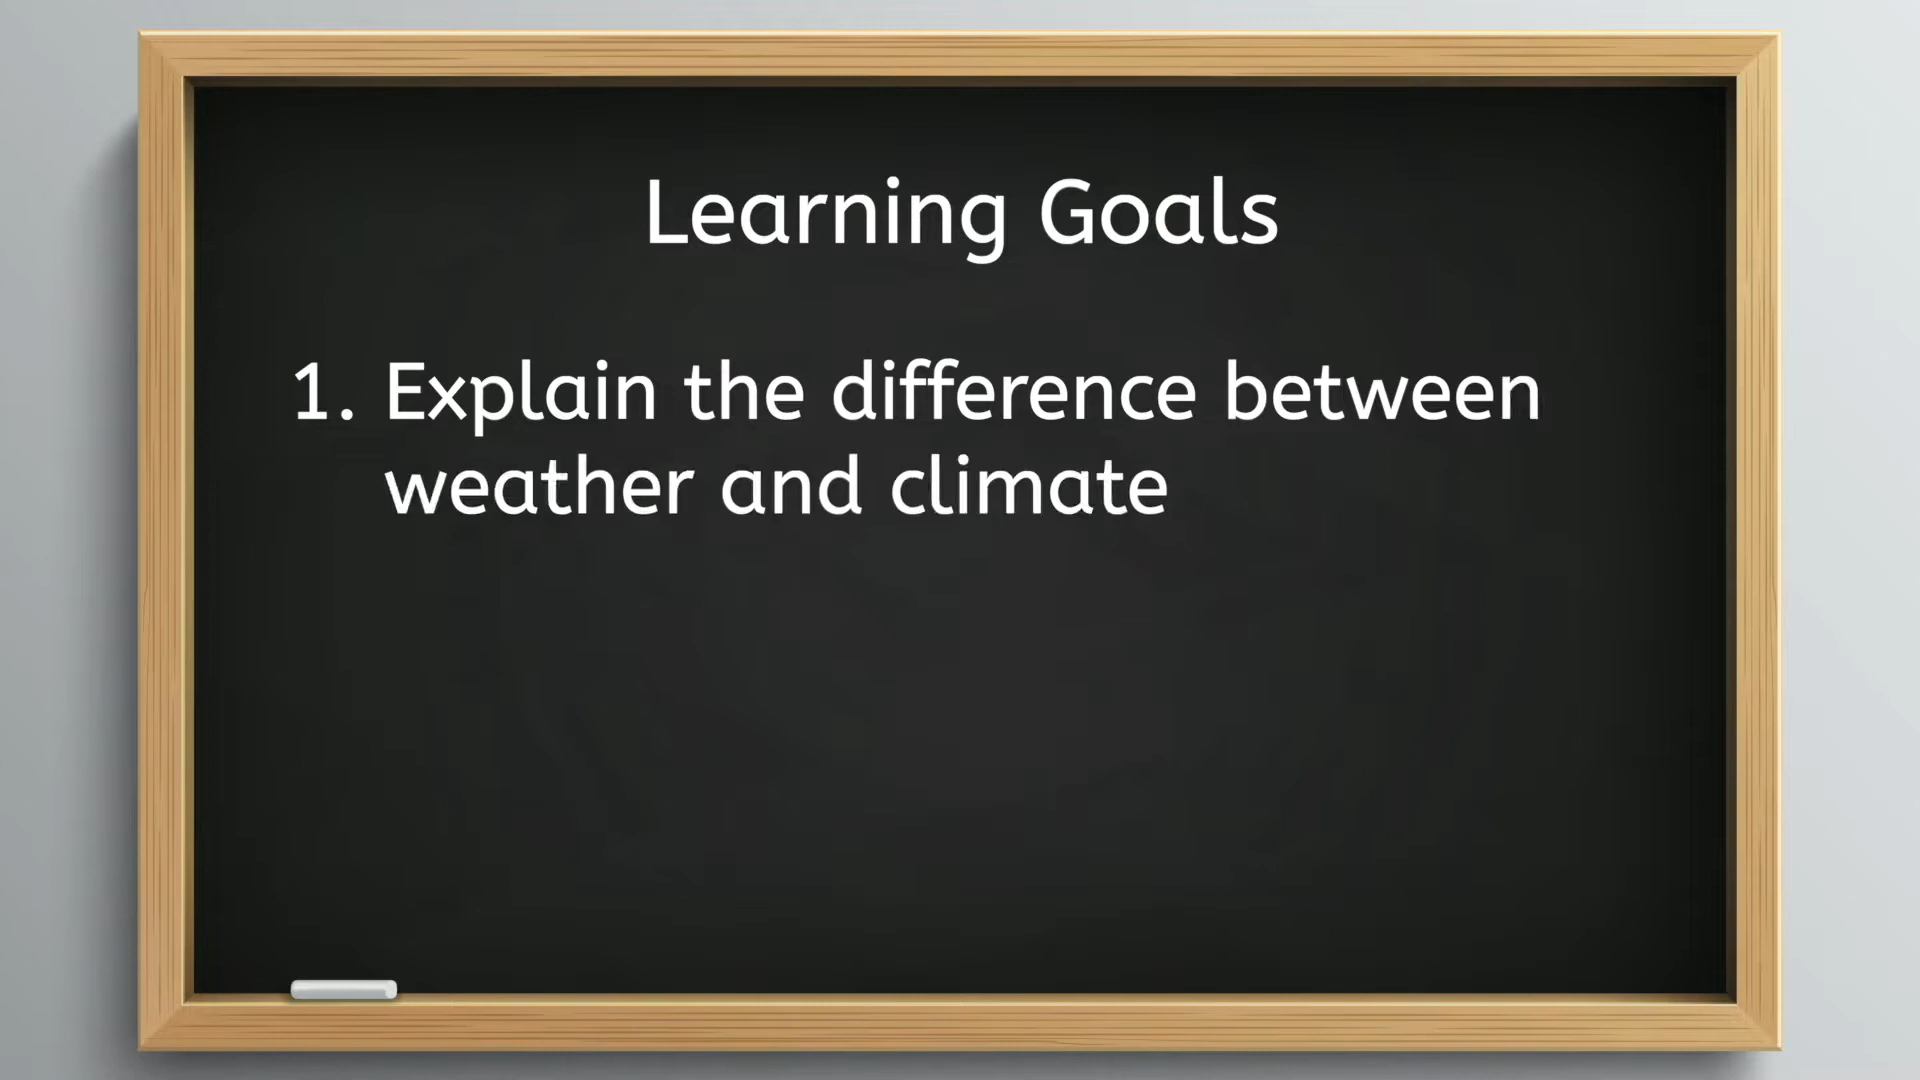 Learning Goals
1. Explain the difference between
weather and climate